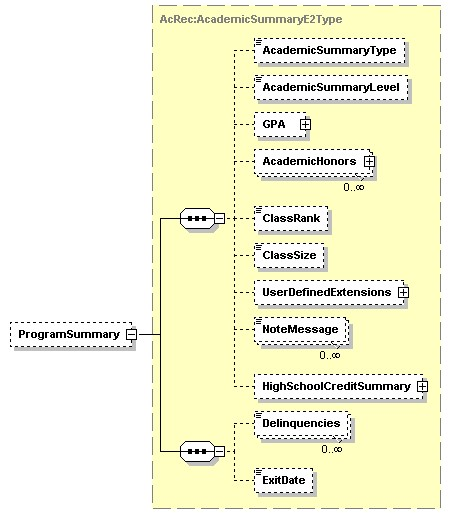 AcRec:AcademicSummaryE2Type
AcademicSummaryType
AcademicSummaryLevel
GPA
AcademicHonors
0..∞
ClassRank
ClassSize
UserDefinedExtensions
NoteMessage
0..∞
ProgramSummary
HighSchoolCreditSummary
Delinquencies
0..∞
ExitDate